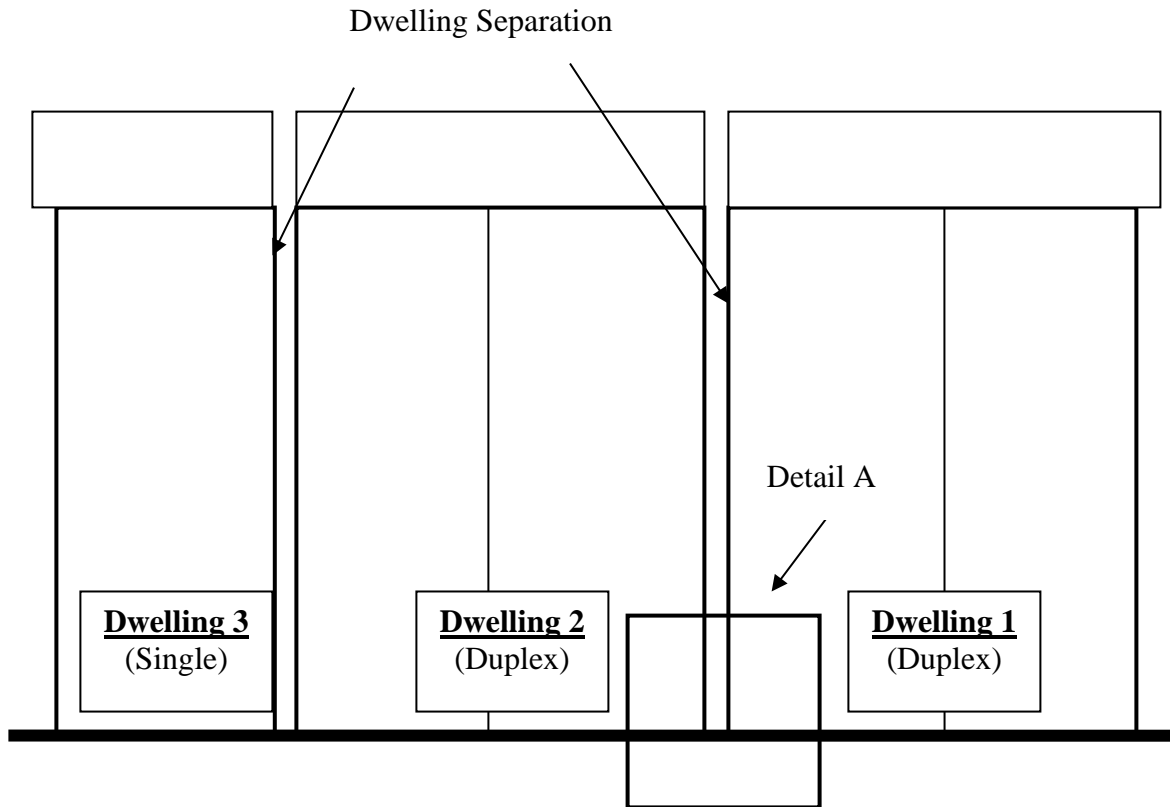 Dwelling Separation
Detail A
Dwelling 3
(Single)
Dwelling 2
(Duplex)
Dwelling 1
(Duplex)